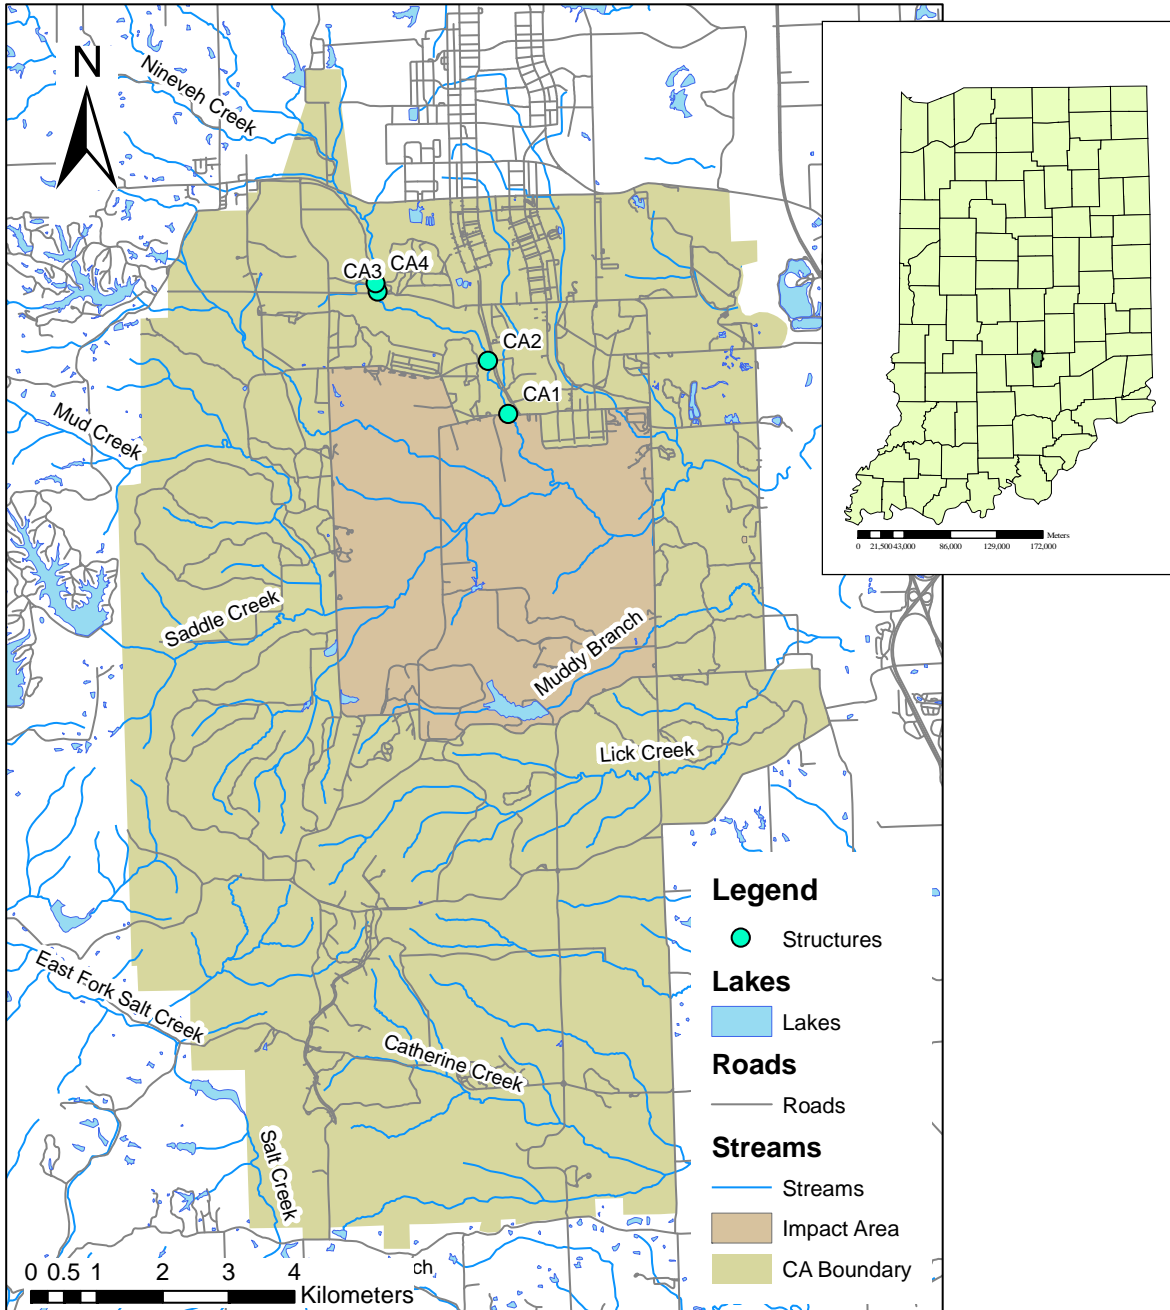 N
Nineveh Creek
CA3
CA4
CA2
CA1
Mud Creek
Saddle Creek
Muddy Branch
Lick Creek
East Fork Salt Creek
Catherine Creek
Salt Creek
ch
0 0.5 1 2 3 4
Kilometers
Meters
0 21,500 43,000 86,000 129,000 172,000
Legend
Structures
Lakes
Lakes
Roads
Roads
Streams
Streams
Impact Area
CA Boundary